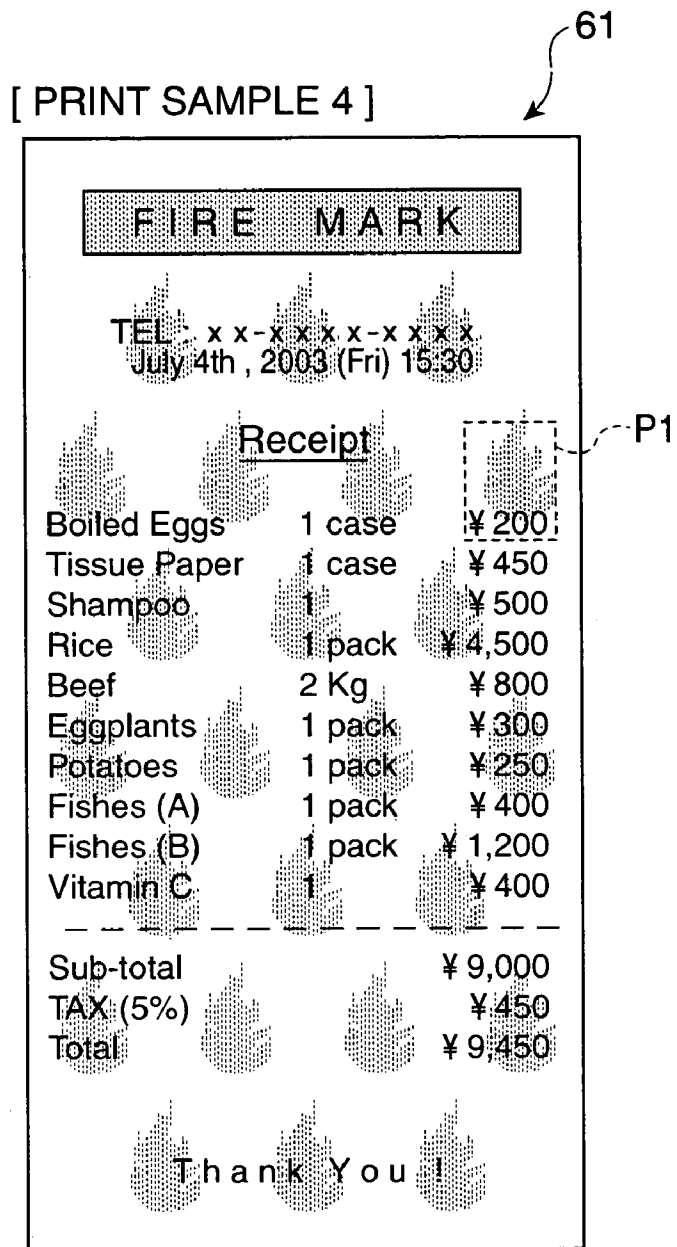 61
[ PRINT SAMPLE 4 ]
FIRE MARK
TEL : x x - x x x x - x x x x
July 4th , 2003 (Fri) 15:30
Receipt
P1
Boiled Eggs 1 case ¥ 200
Tissue Paper 1 case ¥ 450
Shampoo 1 ¥ 500
Rice 1 pack ¥ 4,500
Beef 2 Kg ¥ 800
Eggplants 1 pack ¥ 300
Potatoes 1 pack ¥ 250
Fishes (A) 1 pack ¥ 400
Fishes (B) 1 pack ¥ 1,200
Vitamin C 1 ¥ 400
Sub-total ¥ 9,000
TAX (5%) ¥ 450
Total ¥ 9,450
Thank You !